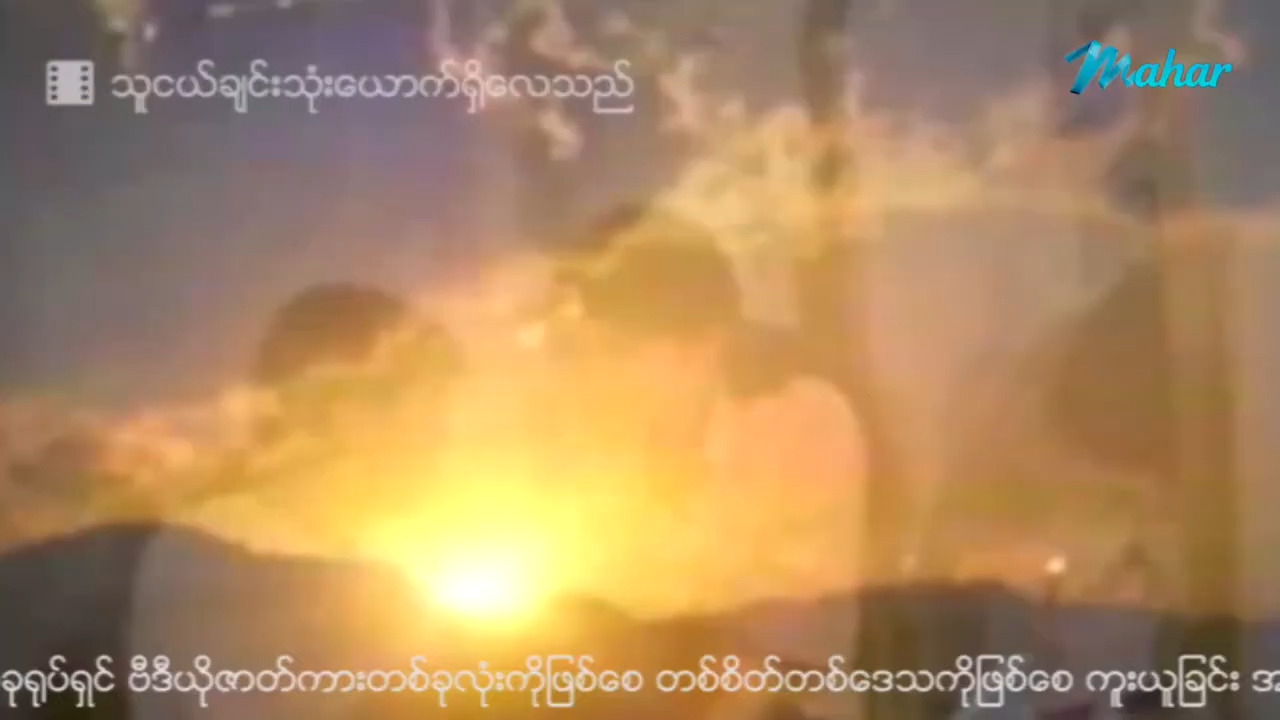 သူငယ်ချင်းသုံးယောက်ရှိလေသည်
Mahar
ခုရုပ်ရှင် ဗီဒီယိုဇာတ်ကားတစ်ခုလုံးကိုဖြစ်စေ တစ်စိတ်တစ်ဒေသကိုဖြစ်စေ ကူးယူခြင်း